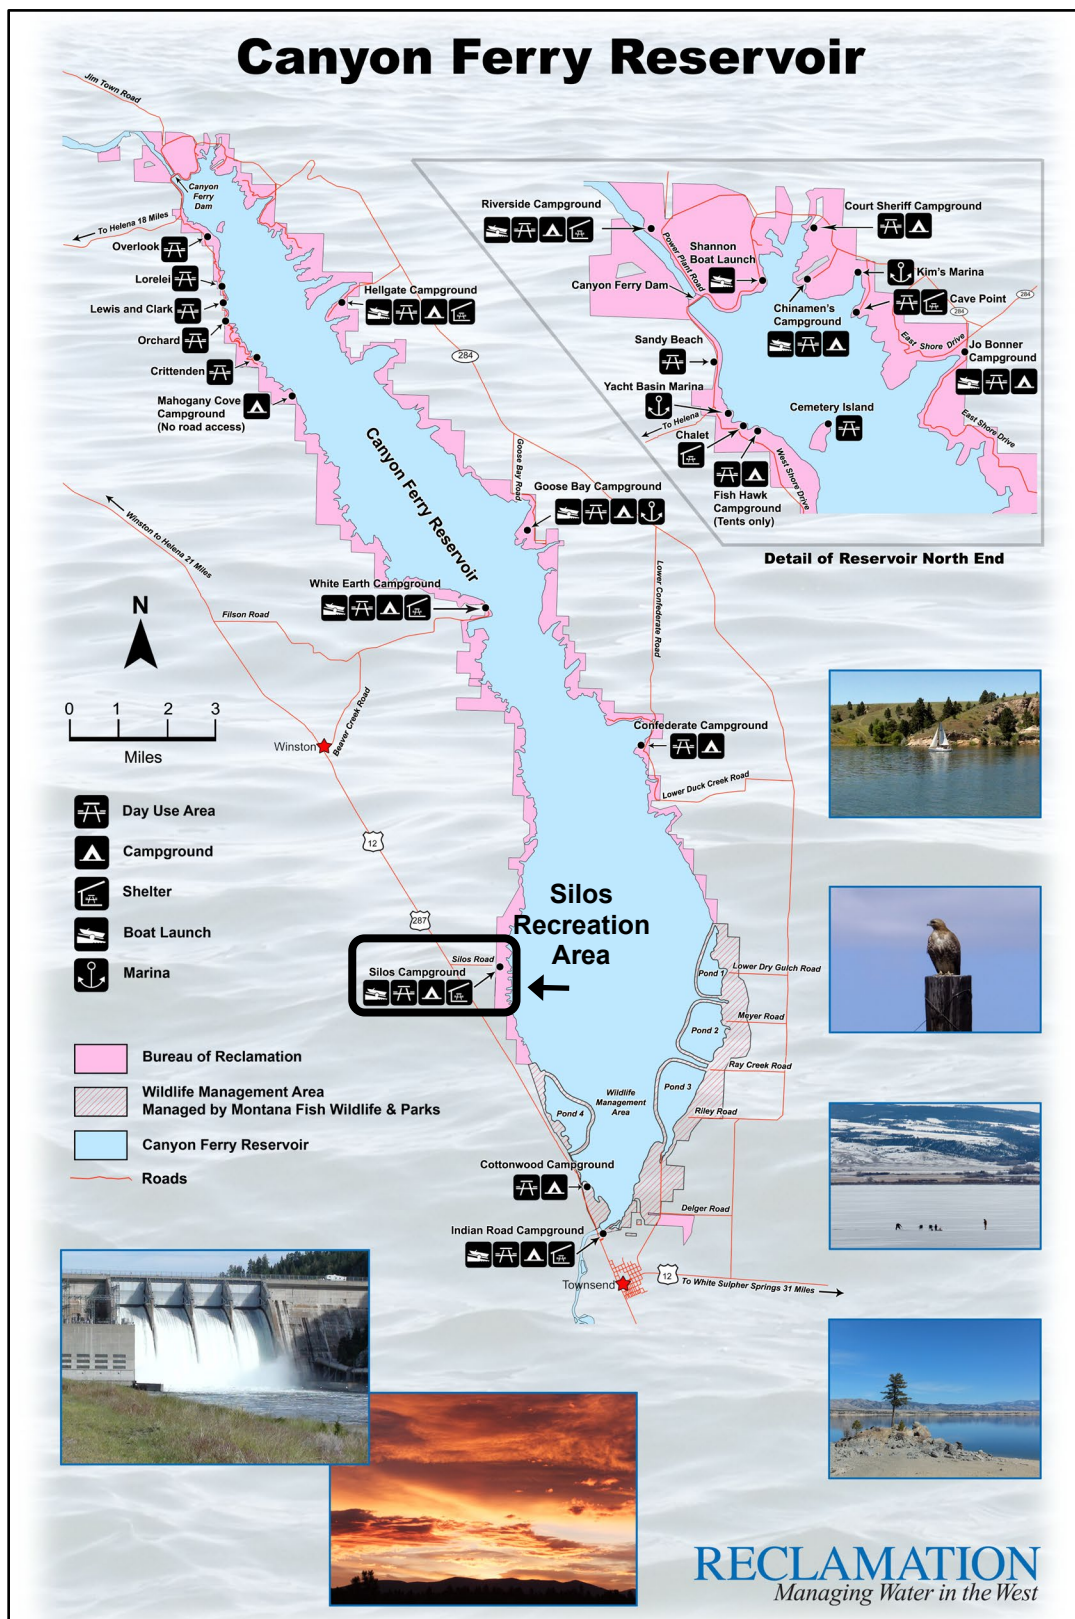 Canyon Ferry Reservoir
Jim Town Road
Canyon
Ferry
Dam
To Helena 18 Miles
Overlook
Lorelei
Lewis and Clark
Orchard
Crittenden
Mahogany Cove
Campground
(No road access)
Hellgate Campground
284
Canyon Ferry Reservoir
Goose Bay Road
Goose Bay Campground
Winston to Helena 21 Miles
White Earth Campground
Filson Road
Lower Confederate Road
N
0 1 2 3
Miles
Winston
Beaver Creek Road
Confederate Campground
Lower Duck Creek Road
12
287
Silos
Recreation
Area
Silos Road
Silos Campground
Pond 1
Lower Dry Gulch Road
Meyer Road
Pond 2
Ray Creek Road
Pond 3
Wildlife
Management
Area
Riley Road
Pond 4
Cottonwood Campground
Delger Road
Indian Road Campground
Townsend
12
To White Sulpher Springs 31 Miles
Riverside Campground
Power Plant Road
Court Sheriff Campground
Shannon
Boat Launch
Kim's Marina
Canyon Ferry Dam
Chinamen's
Campground
Cave Point
284
284
East Shore Drive
Sandy Beach
Jo Bonner
Campground
Yacht Basin Marina
To Helena
Cemetery Island
East Shore Drive
Chalet
West Shore Drive
Fish Hawk
Campground
(Tents only)
Detail of Reservoir North End
Day Use Area
Campground
Shelter
Boat Launch
Marina
Bureau of Reclamation
Wildlife Management Area
Managed by Montana Fish Wildlife & Parks
Canyon Ferry Reservoir
Roads
RECLAMATION
Managing Water in the West